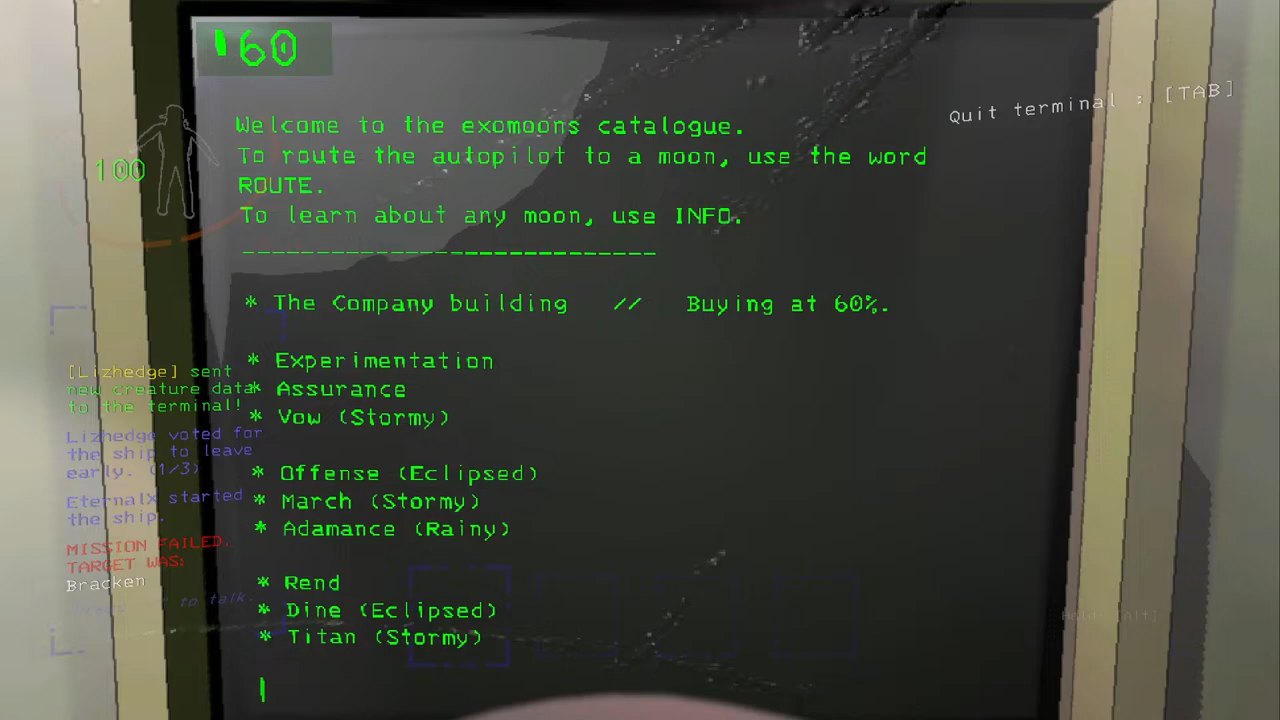 60
Welcome to the exomoons catalogue.
To route the autopilot to a moon, use the word
ROUTE.
To learn about any moon, use INFO.
----------------------------
* The Company building // Buying at 60%.
* Experimentation
* Assurance
* Vow (Stormy)
* Offense (Eclipsed)
* March (Stormy)
* Adamance (Rainy)
* Rend
* Dine (Eclipsed)
* Titan (Stormy)
Quit terminal : [TAB]
100
[Lizhedge] sent
new creature data
to the terminal!
Lizhedge voted for
the ship to leave
early. (1/3)
EternalX started
the ship.
MISSION FAILED.
TARGET WAS:
Bracken
to talk.
[Alt]